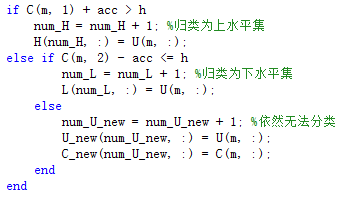 if C(m, 1) + acc > h
num_H = num_H + 1; %归类为上水平集
H(num_H, :) = U(m, :);
else if C(m, 2) - acc <= h
num_L = num_L + 1; %归类为下水平集
L(num_L, :) = U(m, :);
else
num_U_new = num_U_new + 1; %依然无法分类
U_new(num_U_new, :) = U(m, :);
C_new(num_U_new, :) = C(m, :);
end
end